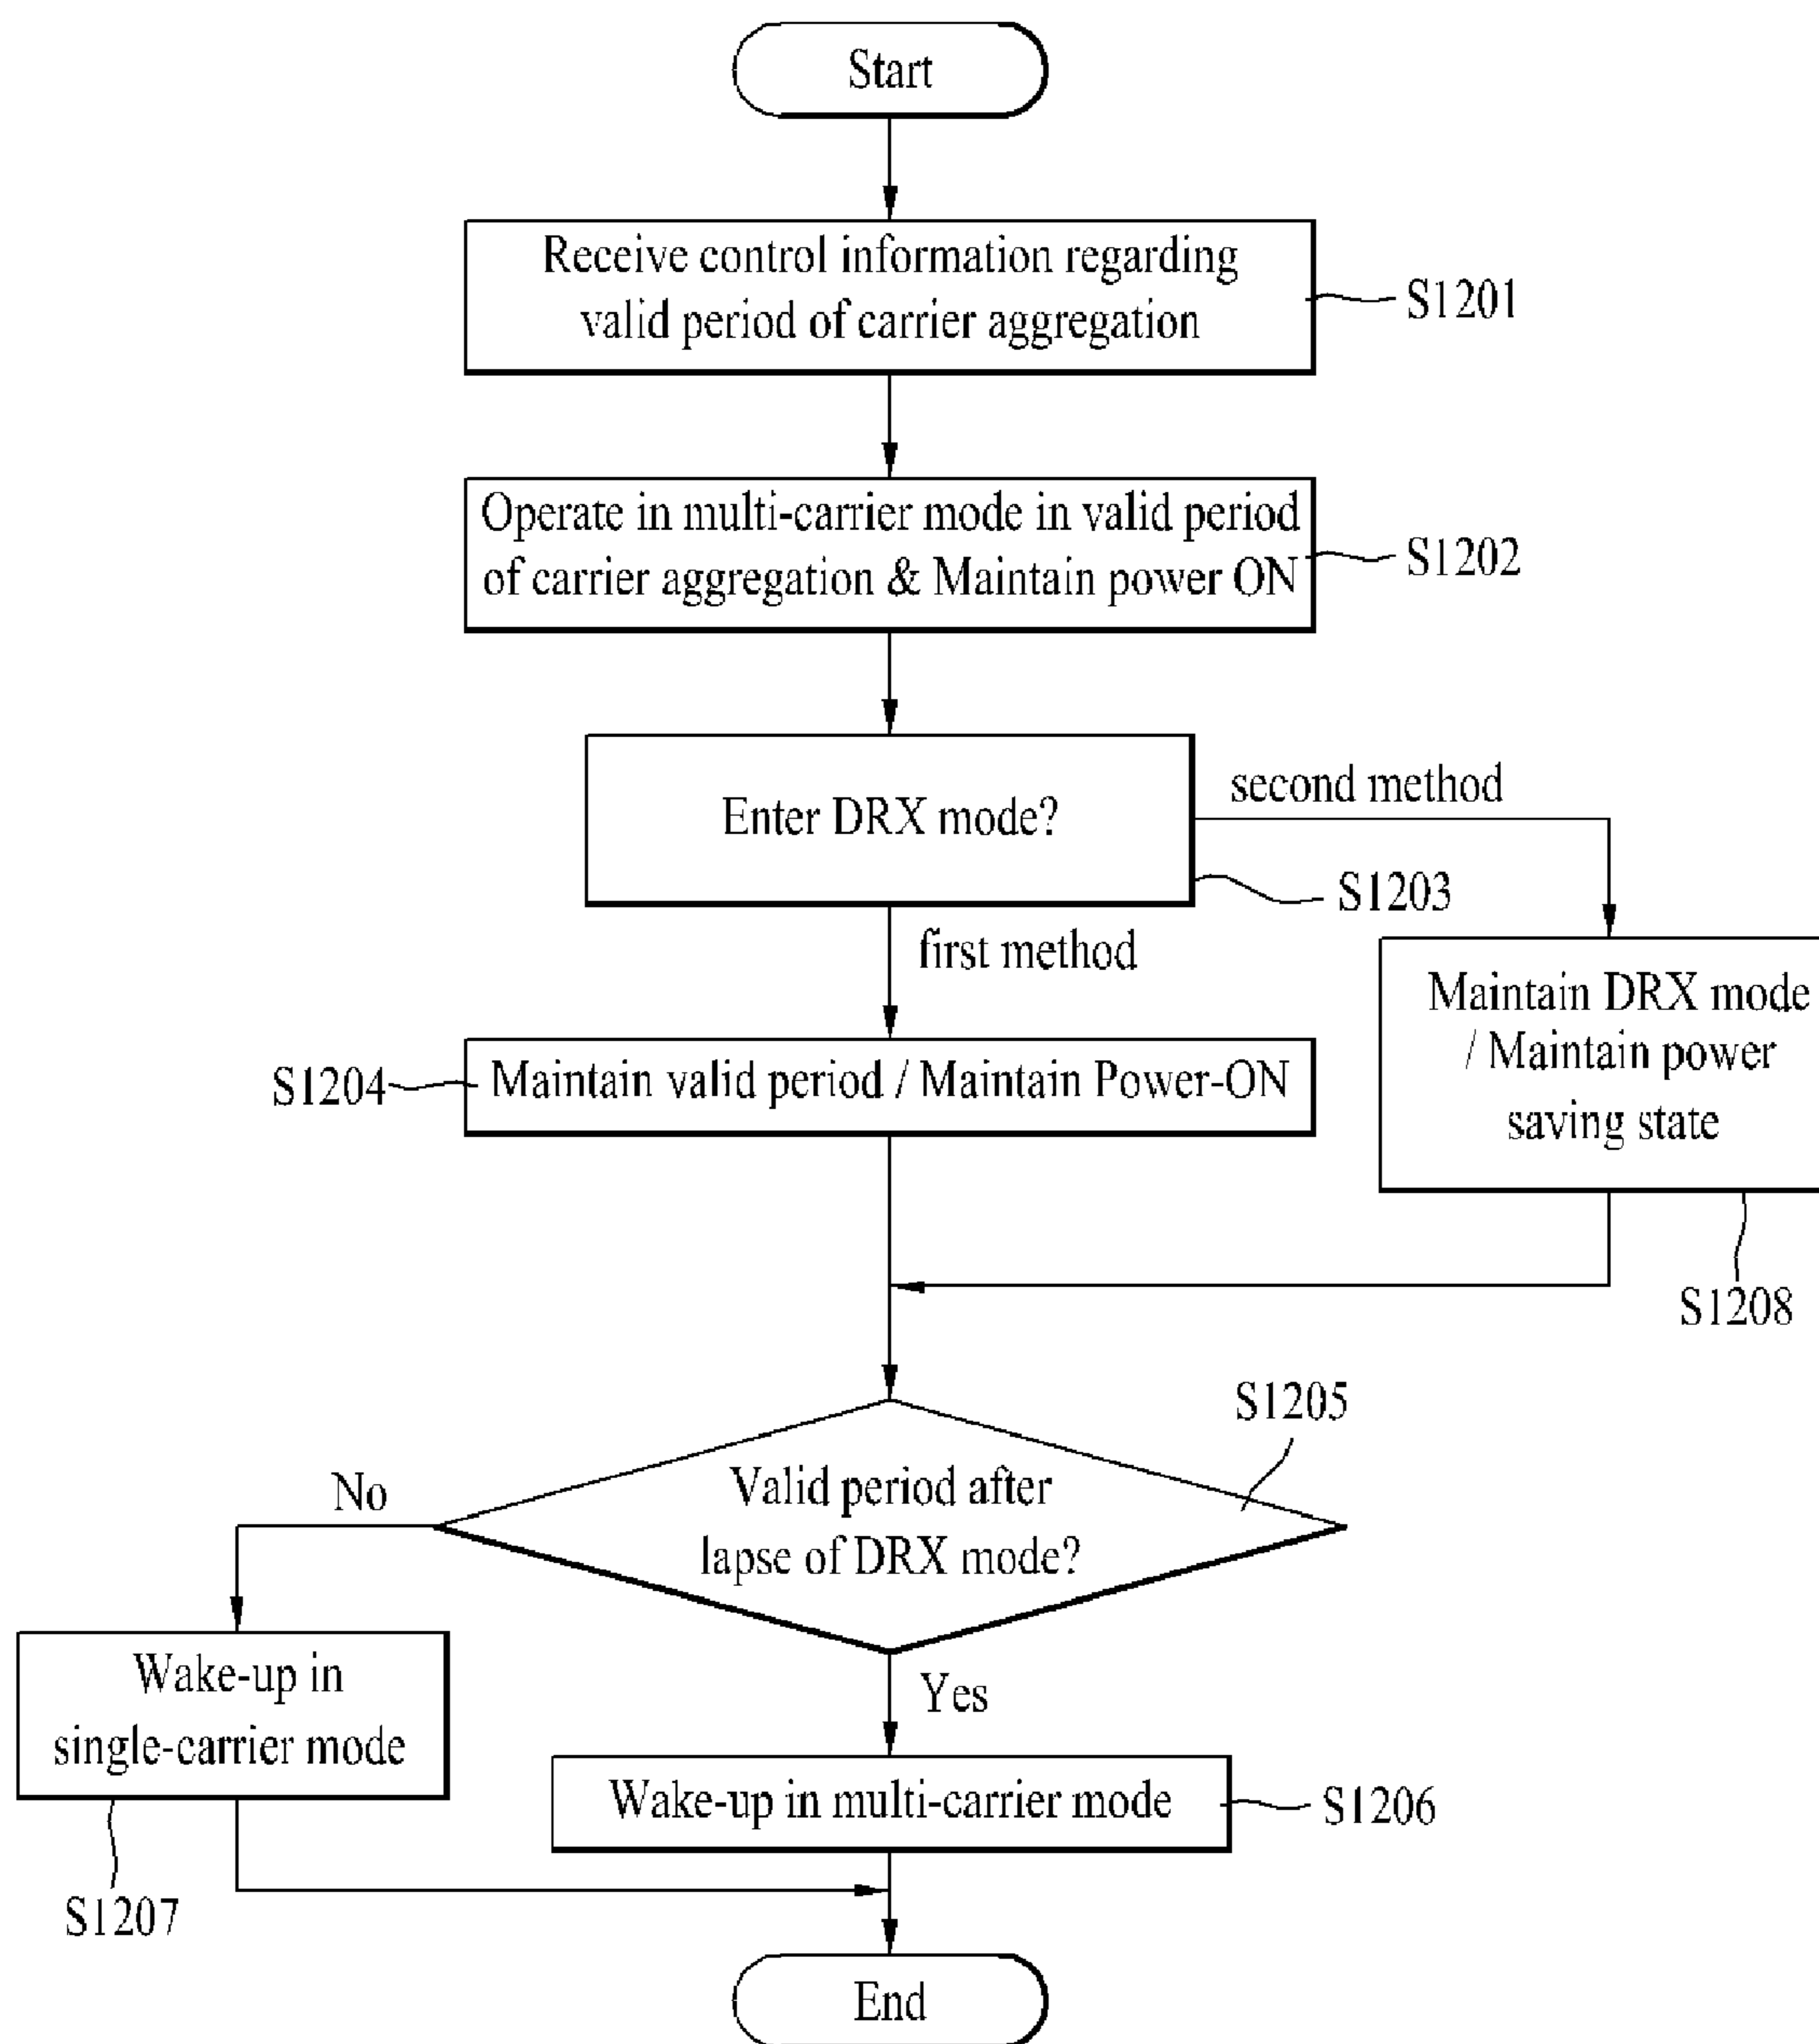 Start
Receive control information regarding
valid period of carrier aggregation
S1201
Operate in multi-carrier mode in valid period
of carrier aggregation & Maintain power ON
S1202
Enter DRX mode?
second method
S1203
first method
Maintain DRX mode
/ Maintain power
saving state
S1204
Maintain valid period / Maintain Power-ON
S1208
S1205
Valid period after
lapse of DRX mode?
No
Yes
Wake-up in
single-carrier mode
Wake-up in multi-carrier mode
S1206
S1207
End